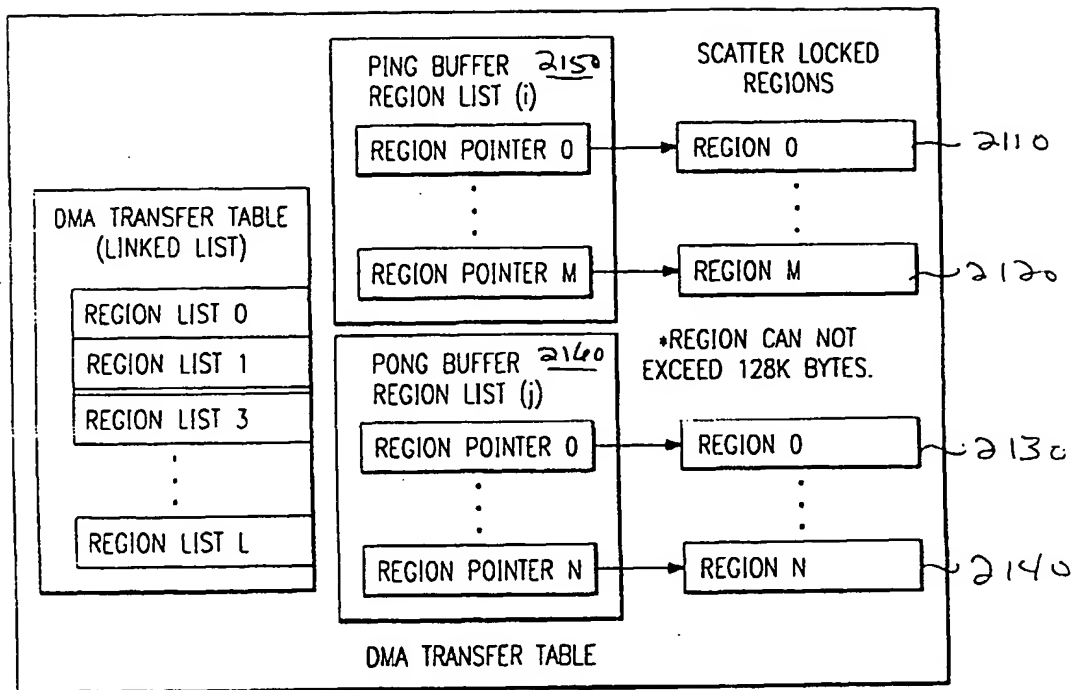 DMA TRANSFER TABLE
(LINKED LIST)
REGION LIST 0
REGION LIST 1
REGION LIST 3
REGION LIST L
PING BUFFER 2150
REGION LIST (i)
REGION POINTER 0
REGION POINTER M
PONG BUFFER 2160
REGION LIST (j)
REGION POINTER 0
REGION POINTER N
SCATTER LOCKED
REGIONS
REGION 0
2110
REGION M
2120
*REGION CAN NOT
EXCEED 128K BYTES.
REGION 0
2130
REGION N
2140
DMA TRANSFER TABLE